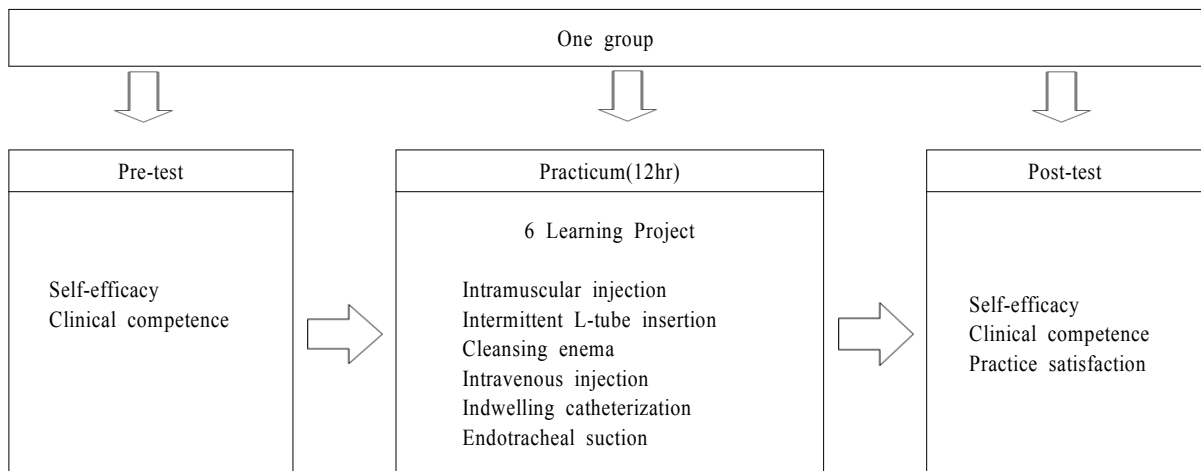 One group
Pre-test
Self-efficacy
Clinical competence
Practicum(12hr)
6 Learning Project
Intramuscular injection
Intermittent L-tube insertion
Cleansing enema
Intravenous injection
Indwelling catheterization
Endotracheal suction
Post-test
Self-efficacy
Clinical competence
Practice satisfaction